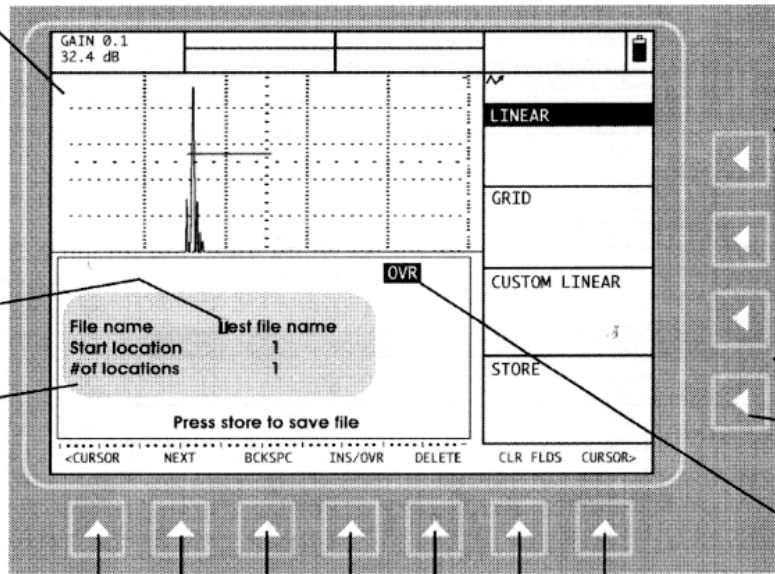 GAIN 0.1
32.4 dB
LINEAR
GRID
CUSTOM LINEAR
STORE
OVR
File name Test file name
Start location 1
#of locations 1
Press store to save file
<CURSOR NEXT BCKSPC INS/OVR DELETE CLR FLDS CURSOR>